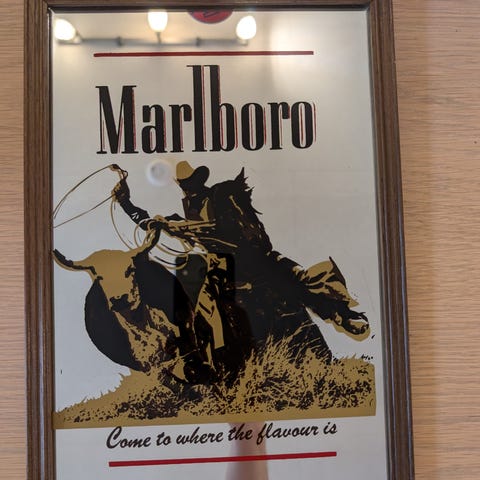 Marlboro
Come to where the flavour is